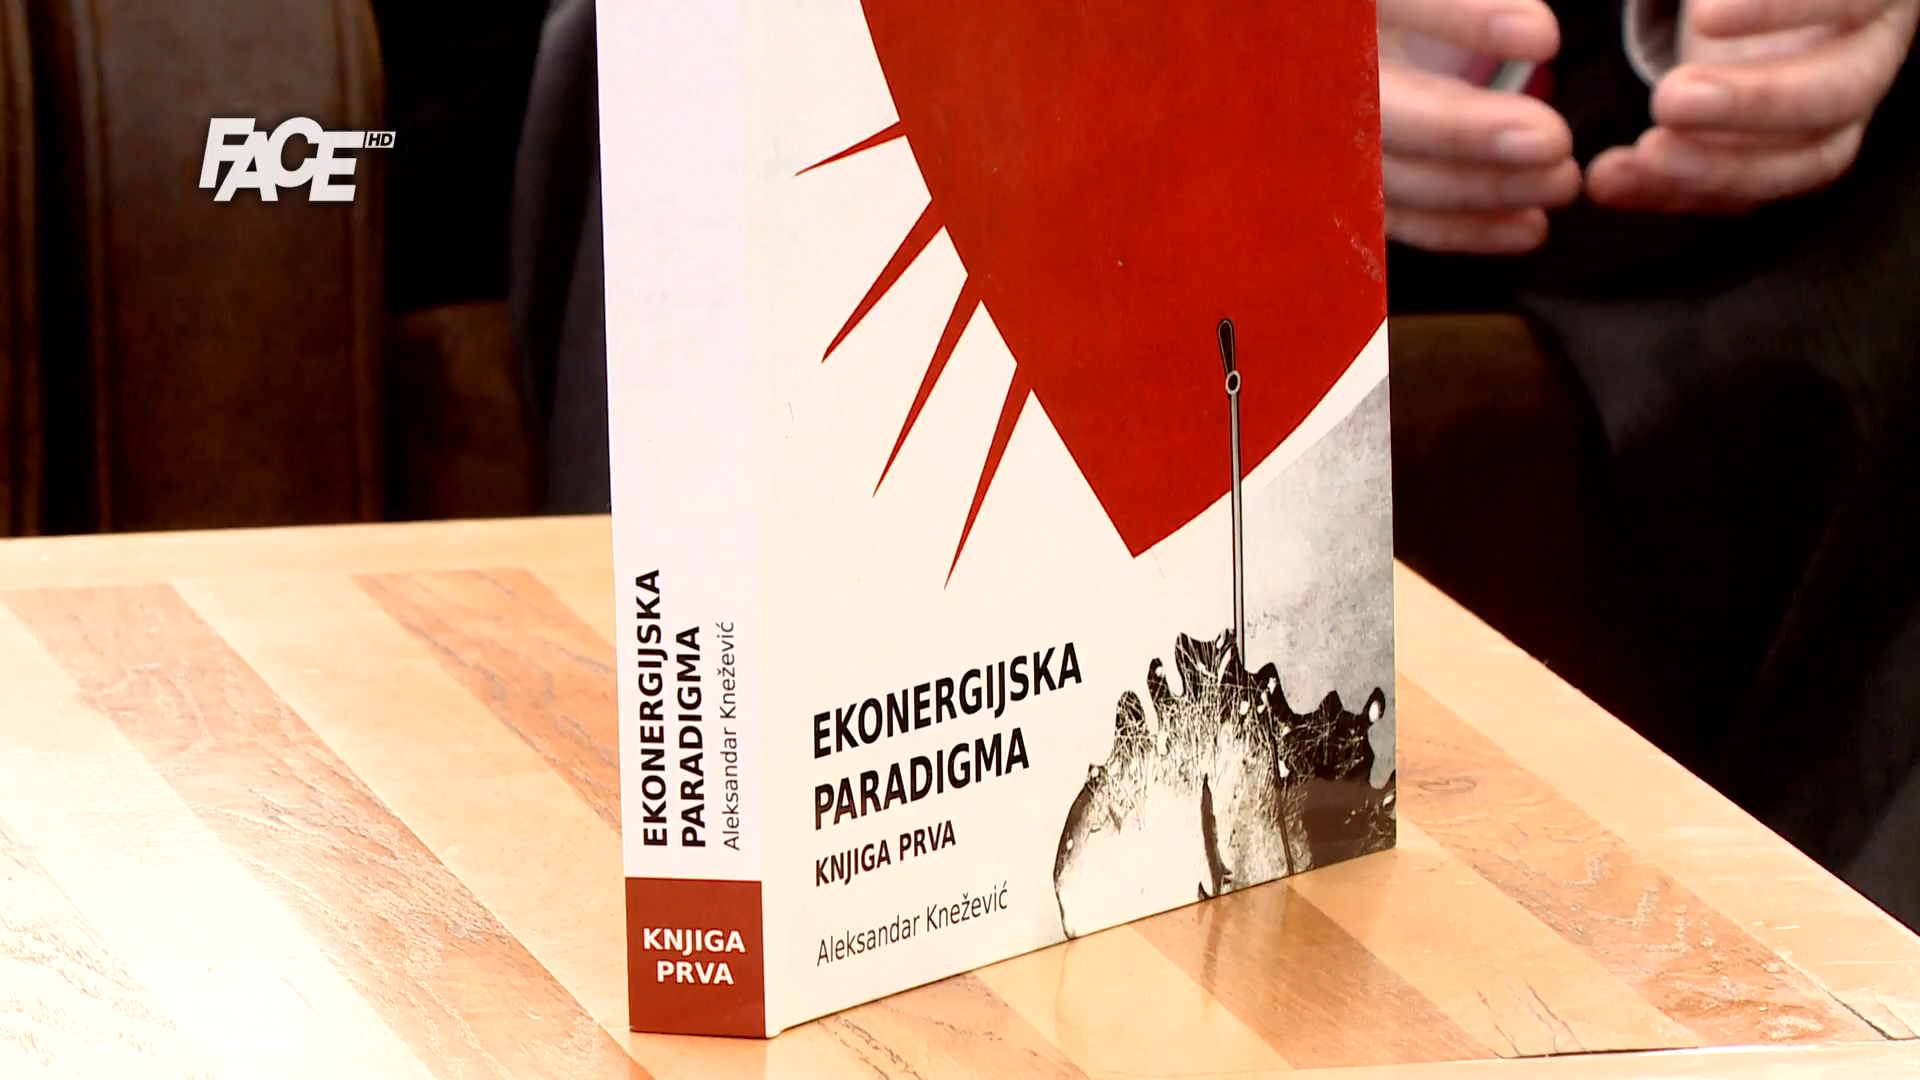 FACE HD
EKONERGIJSKA
PARADIGMA
Aleksandar Knežević
KNJIGA
PRVA
EKONERGIJSKA
PARADIGMA
KNJIGA PRVA
Aleksandar Knežević